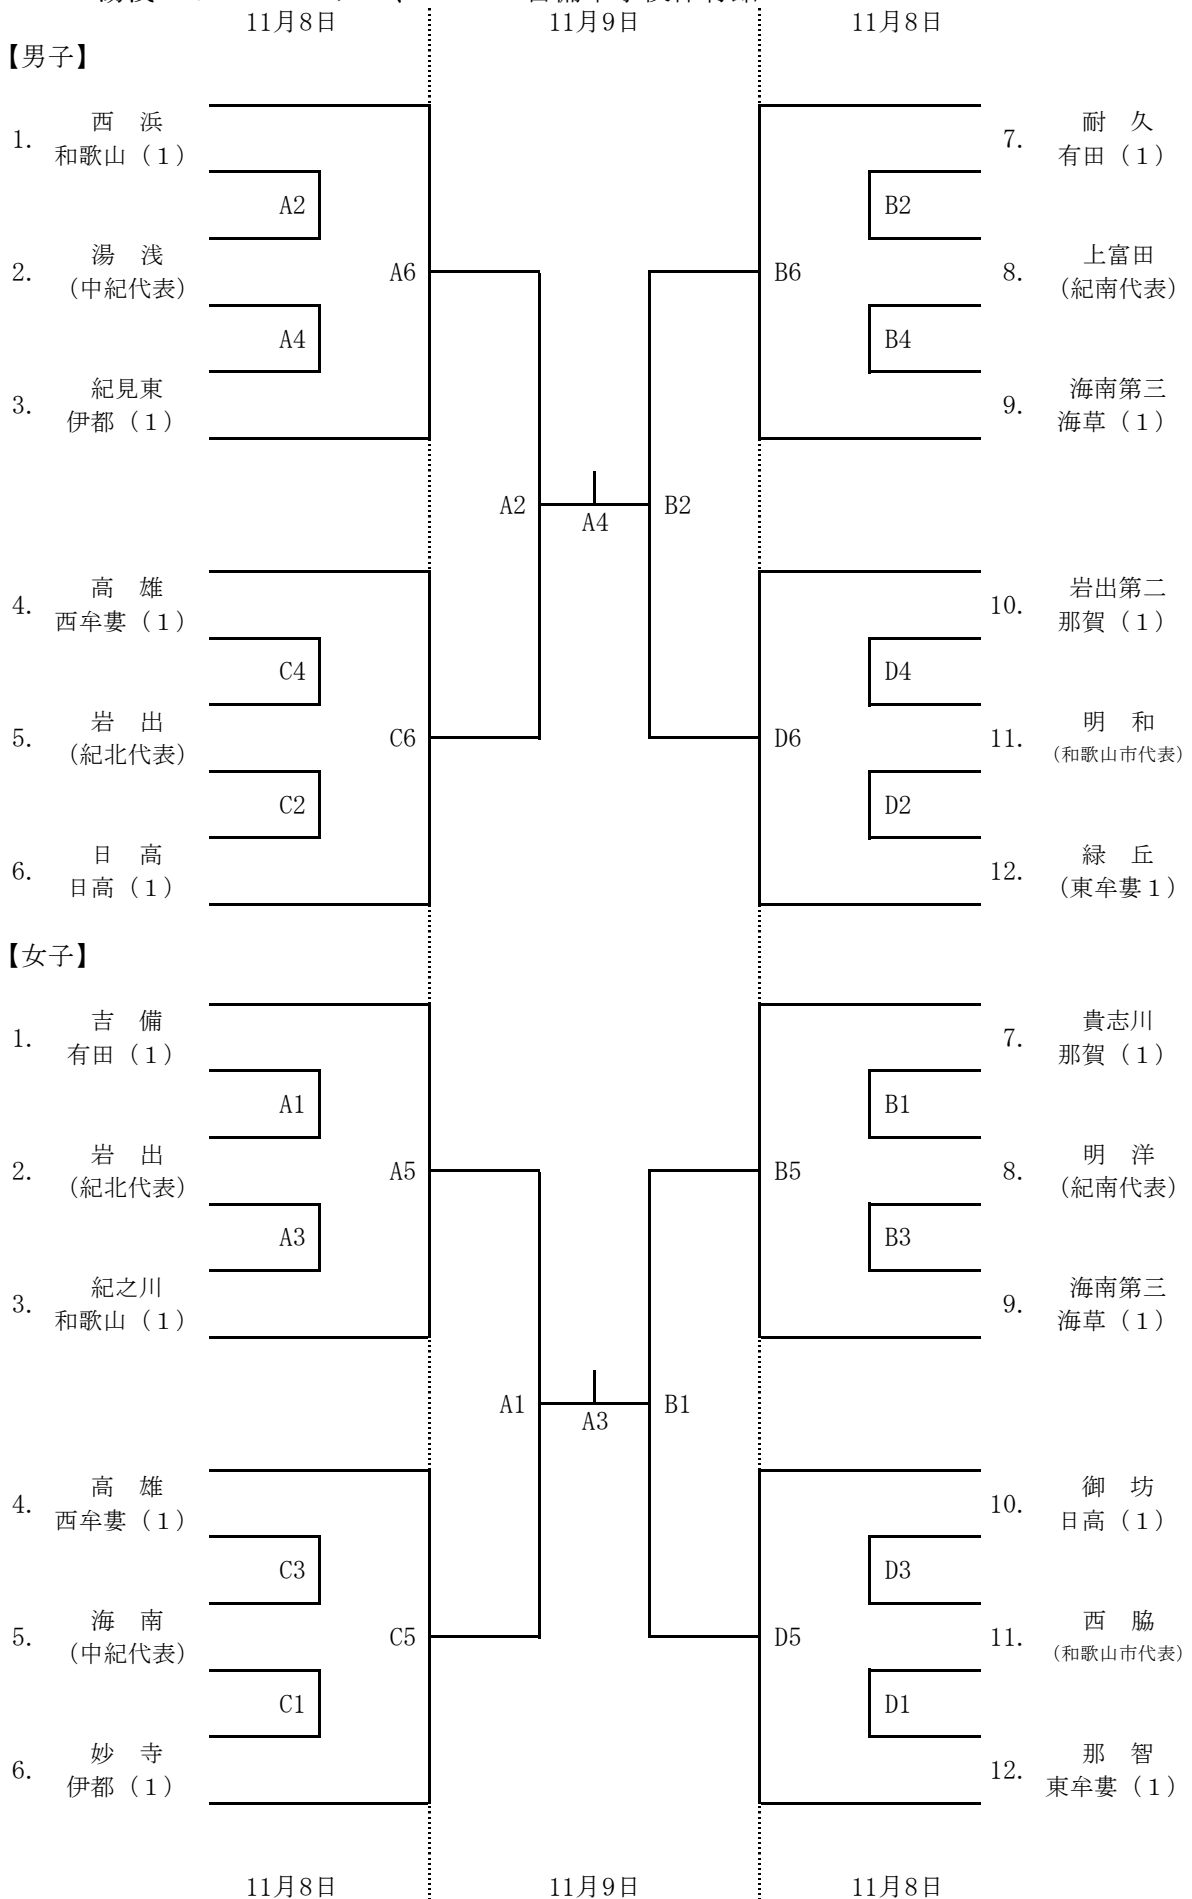 11月8日 11月9日 11月8日
【男子】
西 浜
1. 和歌山（１）
A2
湯 浅
2. (中紀代表)
A6
A4
紀見東
3. 伊都（１）
耐 久
7. 有田（１）
B2
上富田
8. (紀南代表)
B6
B4
海南第三
9. 海草（１）
A2 A4 B2
高 雄
4. 西牟婁（１）
C4
岩 出
5. (紀北代表)
C6
C2
日 高
6. 日高（１）
岩出第二
10. 那賀（１）
D4
明 和
11. (和歌山市代表)
D6
D2
緑 丘
12. (東牟婁１)
【女子】
吉 備
1. 有田（１）
A1
岩 出
2. (紀北代表)
A5
A3
紀之川
3. 和歌山（１）
貴志川
7. 那賀（１）
B1
明 洋
8. (紀南代表)
B5
B3
海南第三
9. 海草（１）
A1 A3 B1
高 雄
4. 西牟婁（１）
C3
海 南
5. (中紀代表)
C5
C1
妙 寺
6. 伊都（１）
御 坊
10. 日高（１）
D3
西 脇
11. (和歌山市代表)
D5
D1
那 智
12. 東牟婁（１）
11月8日 11月9日 11月8日